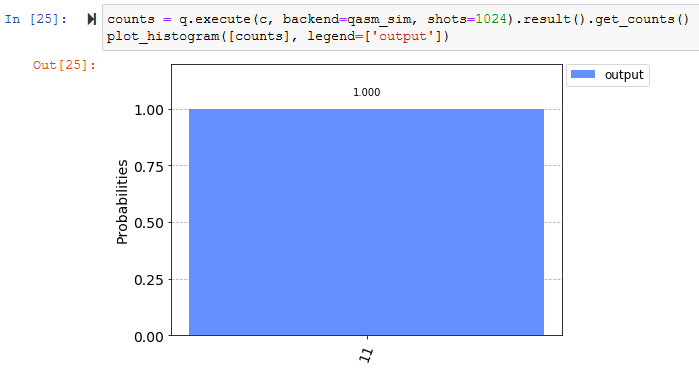 In [25]: counts = q.execute(c, backend=qasm_sim, shots=1024).result().get_counts()
plot_histogram([counts], legend=['output'])
Out[25]:
output
1.000
1.00
0.75
0.50
0.25
0.00
Probabilities
11